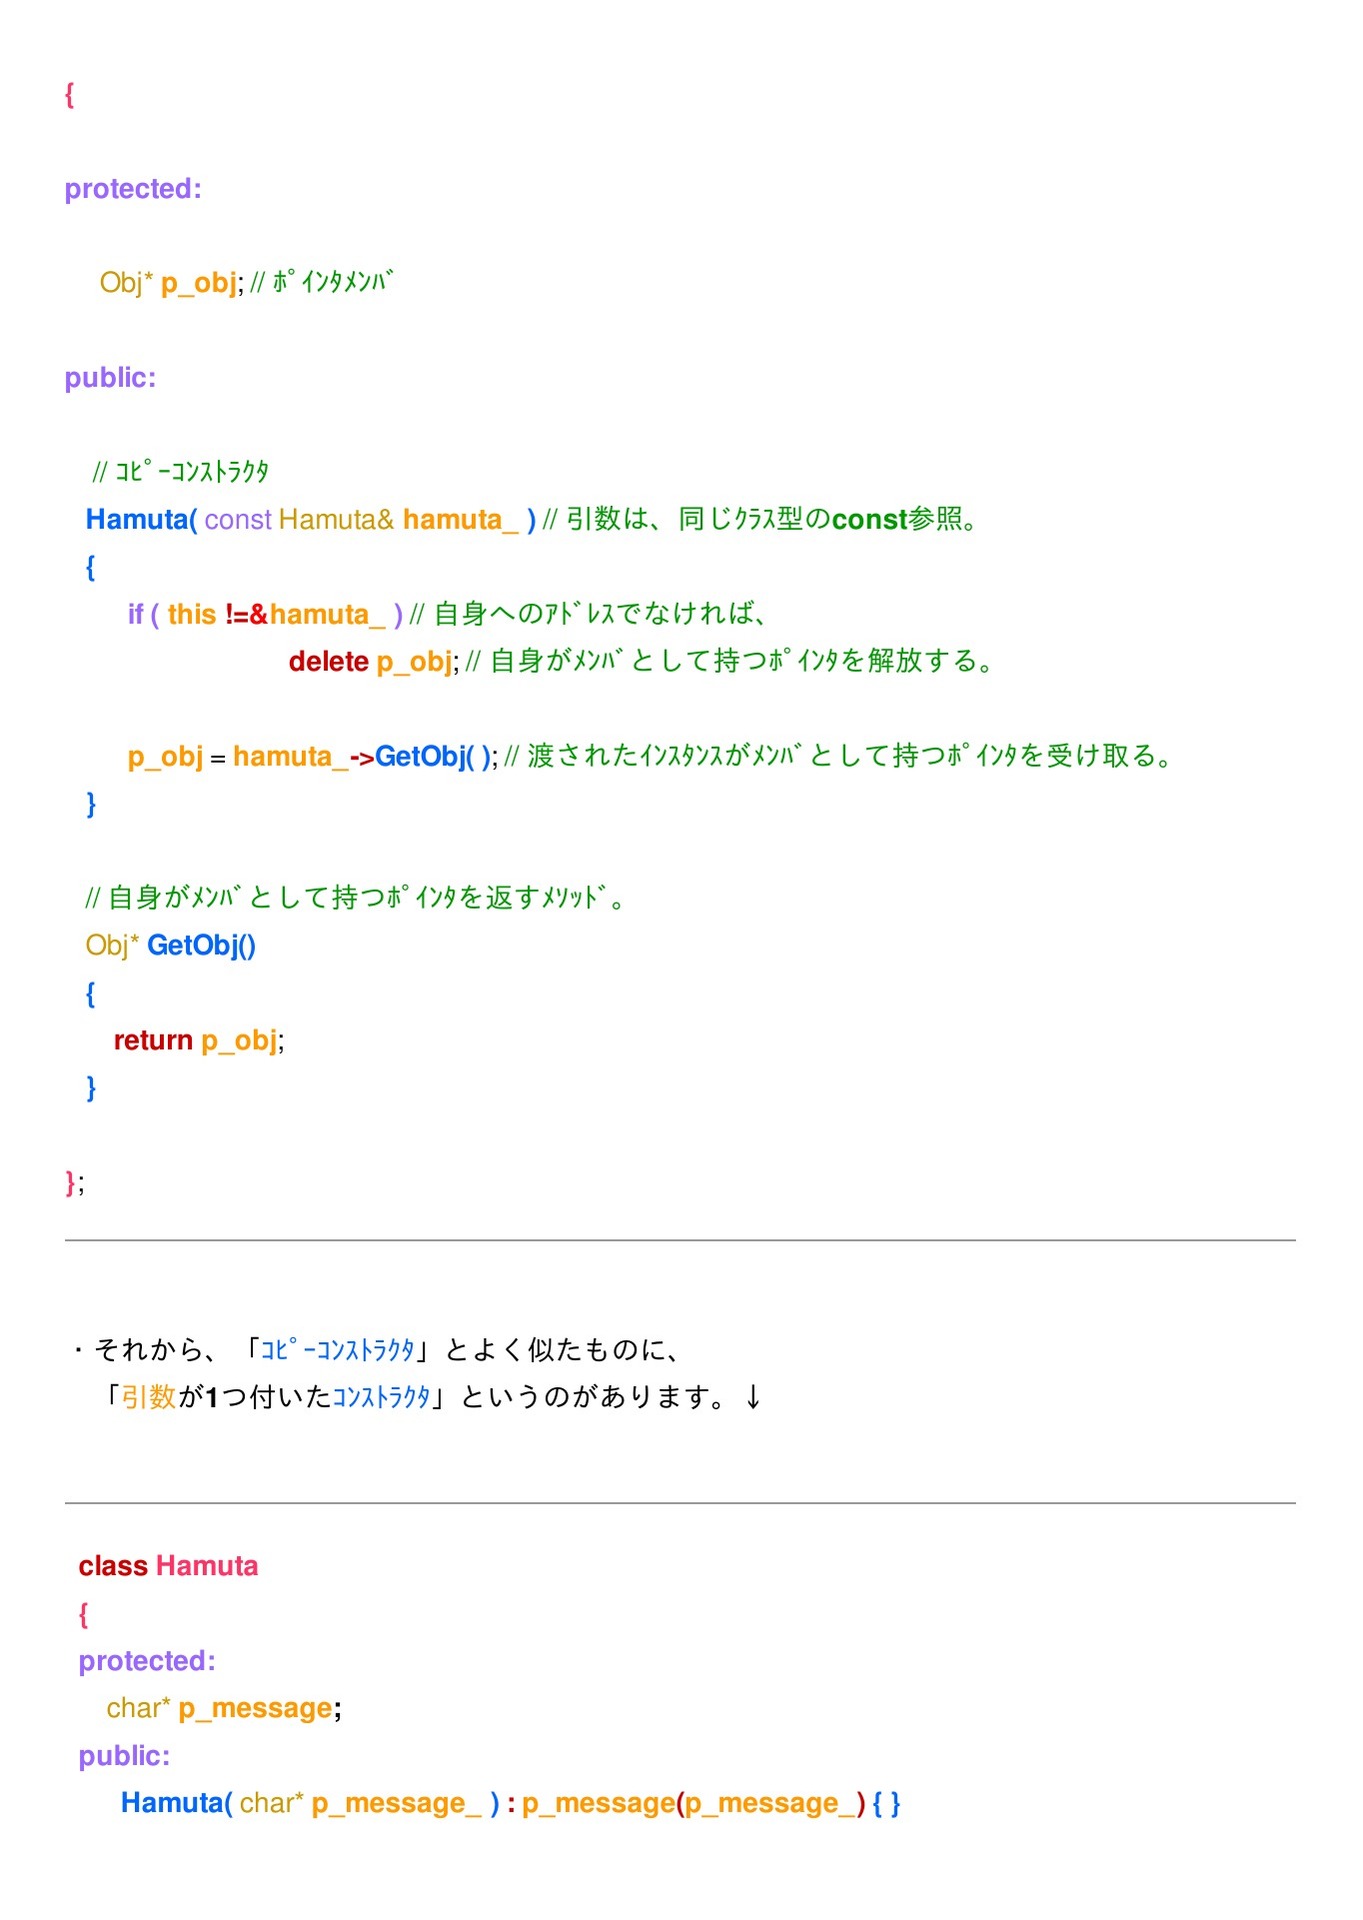 {
protected:
Obj* p_obj; // ﾎﾟｲﾝﾀﾒﾝﾊﾞ
public:
// ｺﾋﾟｰｺﾝｽﾄﾗｸﾀ
Hamuta( const Hamuta& hamuta_ ) // 引数は、同じｸﾗｽ型のconst参照。
{
if ( this !=&hamuta_ ) // 自身へのｱﾄﾞﾚｽでなければ、
delete p_obj; // 自身がﾒﾝﾊﾞとして持つﾎﾟｲﾝﾀを解放する。
p_obj = hamuta_->GetObj( ); // 渡されたｲﾝｽﾀﾝｽがﾒﾝﾊﾞとして持つﾎﾟｲﾝﾀを受け取る。
}
// 自身がﾒﾝﾊﾞとして持つﾎﾟｲﾝﾀを返すﾒｿｯﾄﾞ。
Obj* GetObj()
{
return p_obj;
}
};
・それから、「ｺﾋﾟｰｺﾝｽﾄﾗｸﾀ」とよく似たものに、
「引数が1つ付いたｺﾝｽﾄﾗｸﾀ」というのがあります。↓
class Hamuta
{
protected:
char* p_message;
public:
Hamuta( char* p_message_ ) : p_message(p_message_) { }